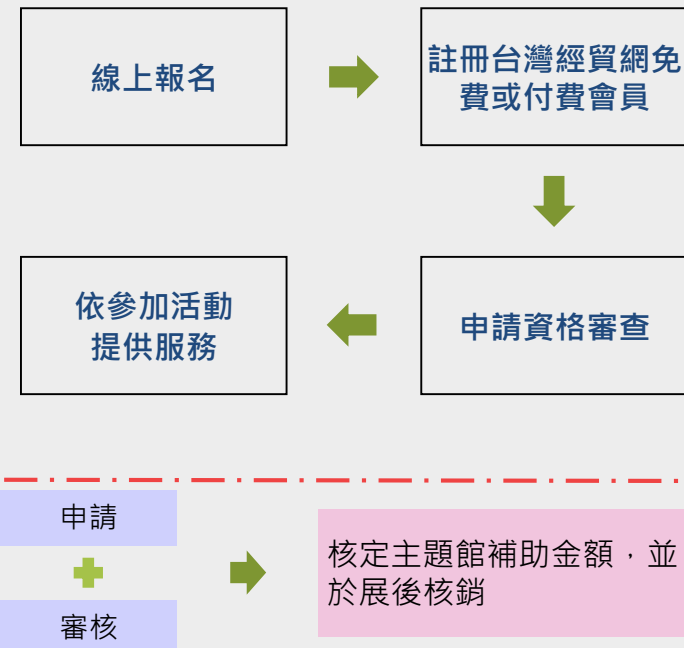 線上報名
註冊台灣經貿網免
費或付費會員
申請資格審查
依參加活動
提供服務
申請
審核
核定主題館補助金額，並
於展後核銷